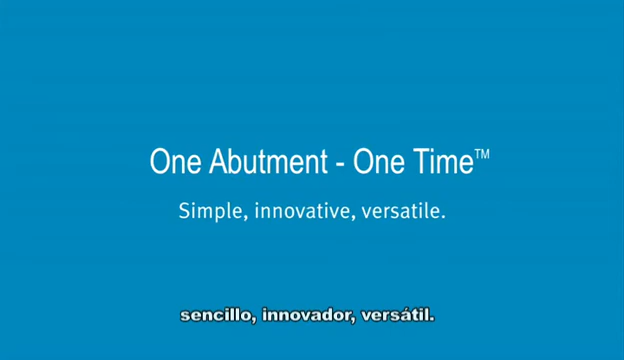 One Abutment - One Time™
Simple, innovative, versatile.
sencillo, innovador, versátil.